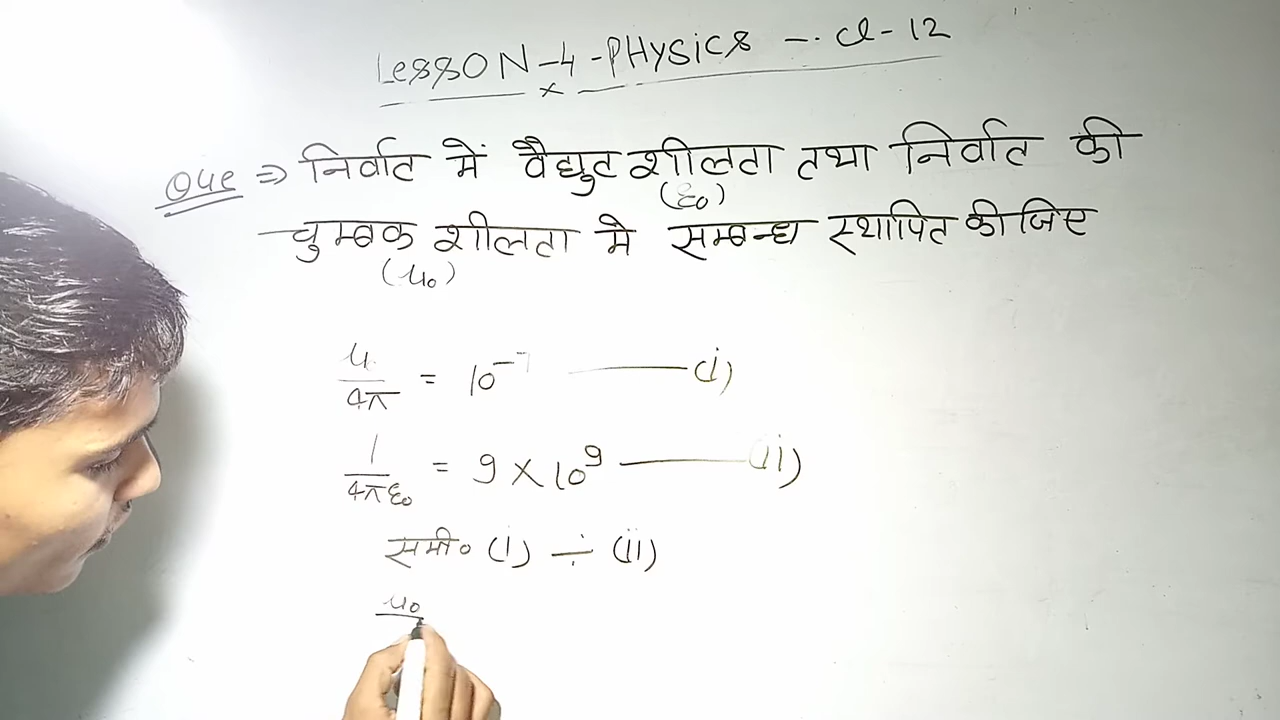 Lesson-4-Physics -. cl-12
Que ⇒ निर्वात में वैद्युत शीलता तथा निर्वात की
(ε₀)
चुम्बक शीलता मे सम्बन्ध स्थापित की जिए
(μ₀)
μ/4π = 10⁻⁷ —— (i)
1/4πε₀ = 9 × 10⁹ —— (ii)
समी० (i) ÷ (ii)
μ₀